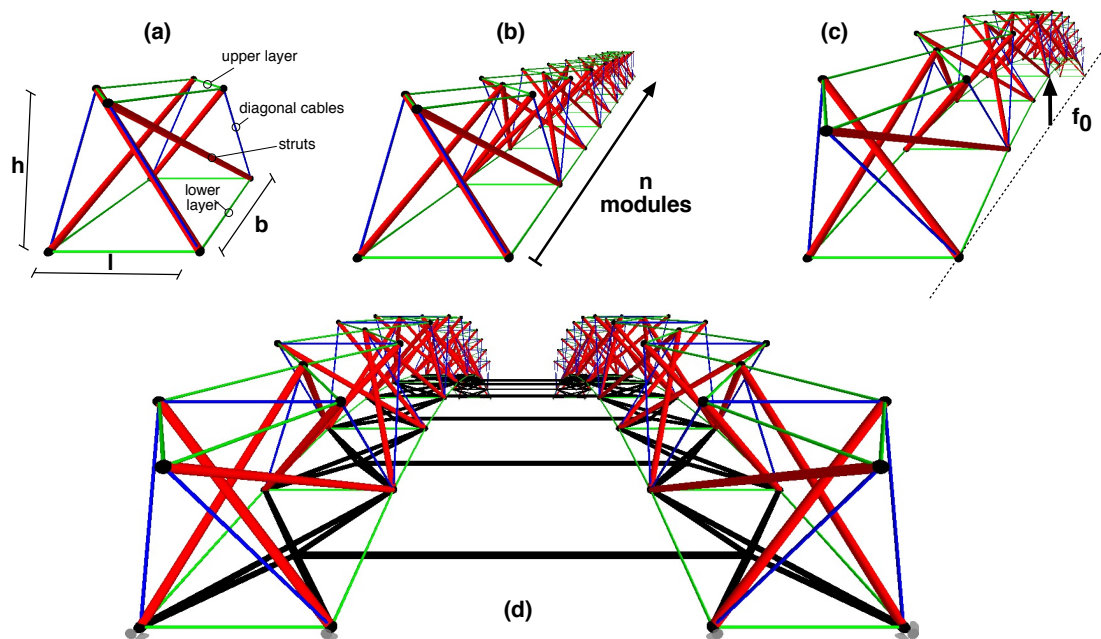 (a)
upper layer
diagonal cables
struts
lower
layer
h
l
b
(b)
n
modules
(c)
f0
(d)